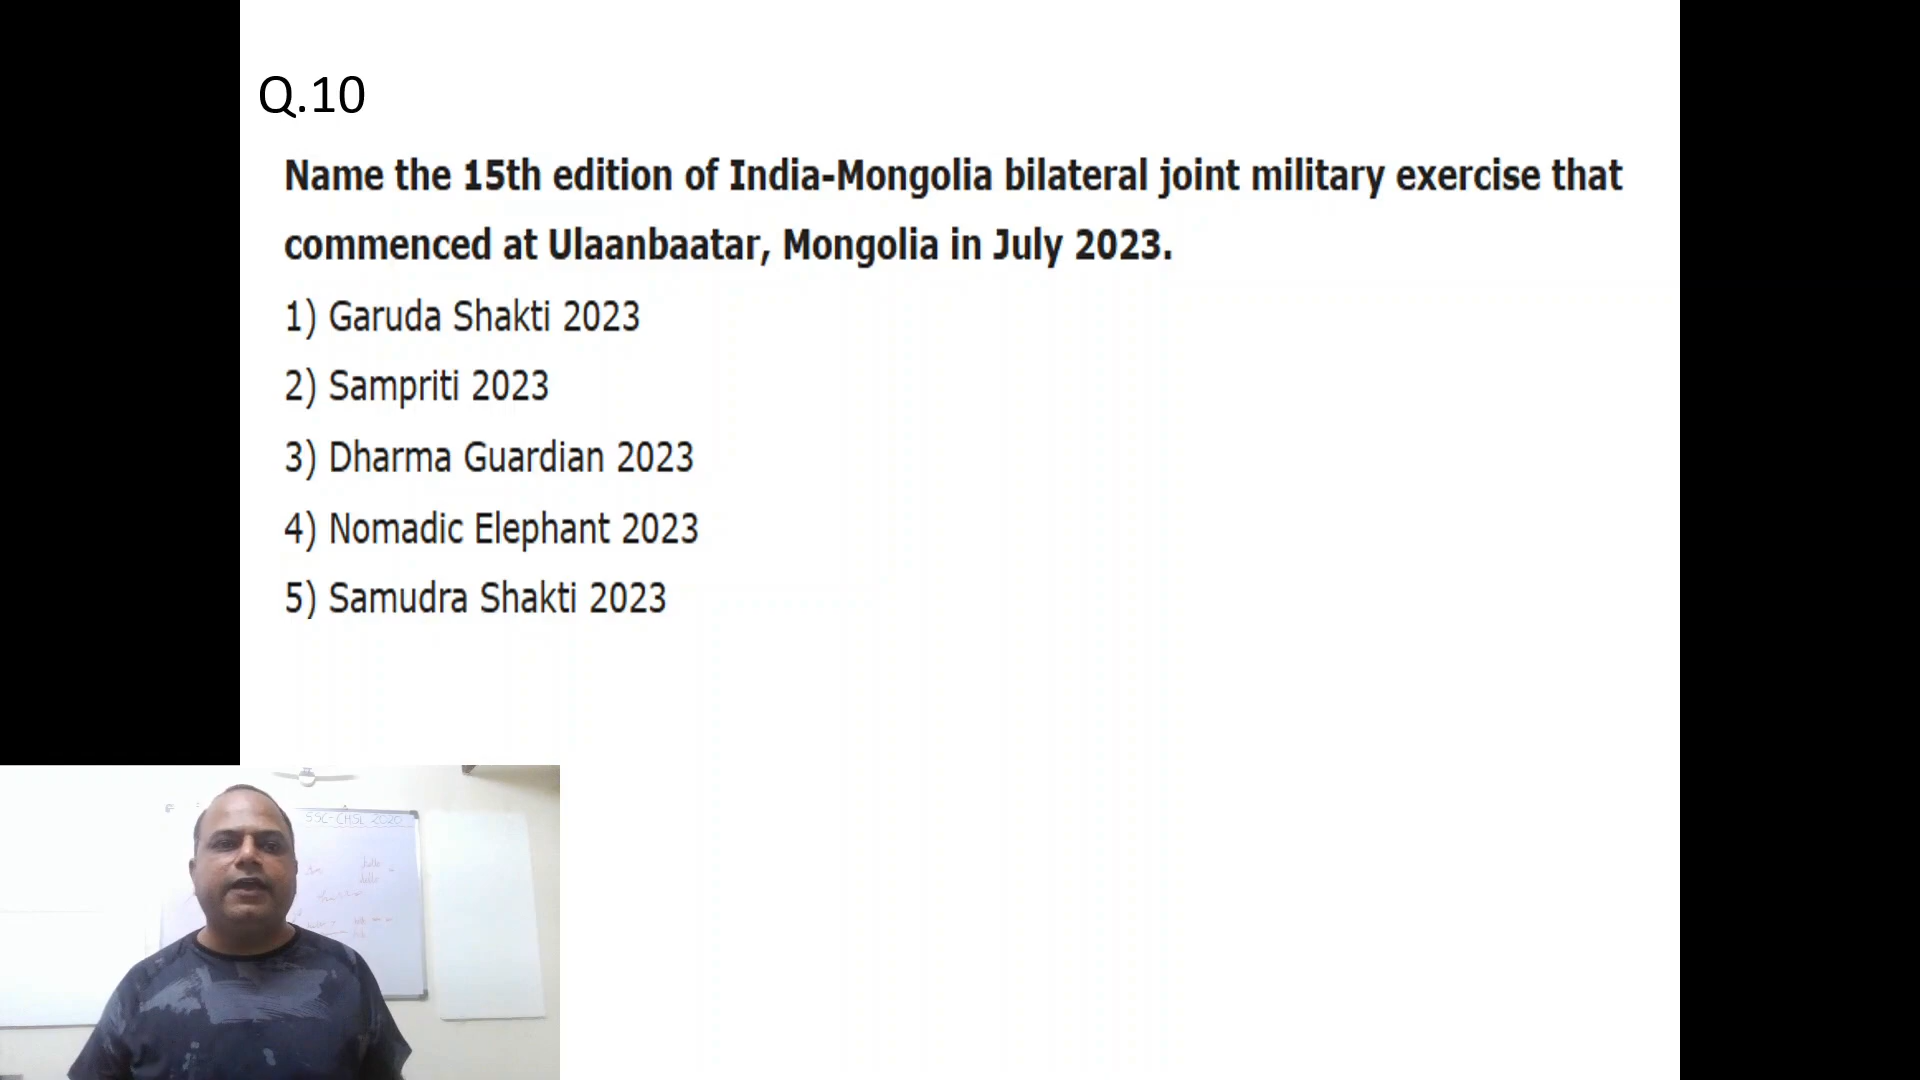 Q.10
Name the 15th edition of India-Mongolia bilateral joint military exercise that
commenced at Ulaanbaatar, Mongolia in July 2023.
1) Garuda Shakti 2023
2) Sampriti 2023
3) Dharma Guardian 2023
4) Nomadic Elephant 2023
5) Samudra Shakti 2023
SSC-CHSL 2020
hello
hello